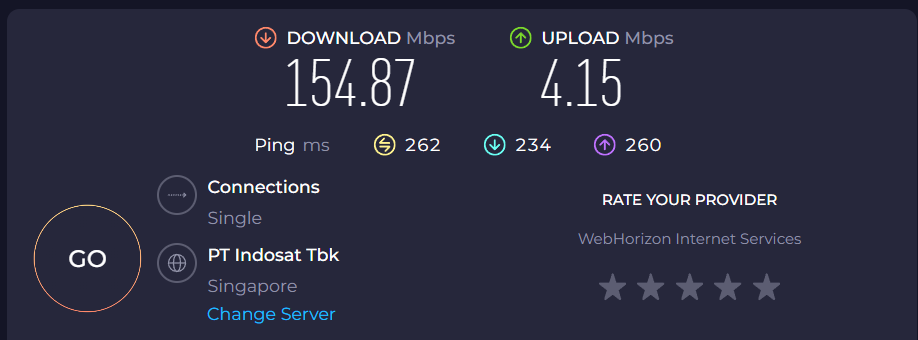 DOWNLOAD Mbps
154.87
UPLOAD Mbps
4.15
Ping ms 262 234 260
Connections
Single
GO
PT Indosat Tbk
Singapore
Change Server
RATE YOUR PROVIDER
WebHorizon Internet Services